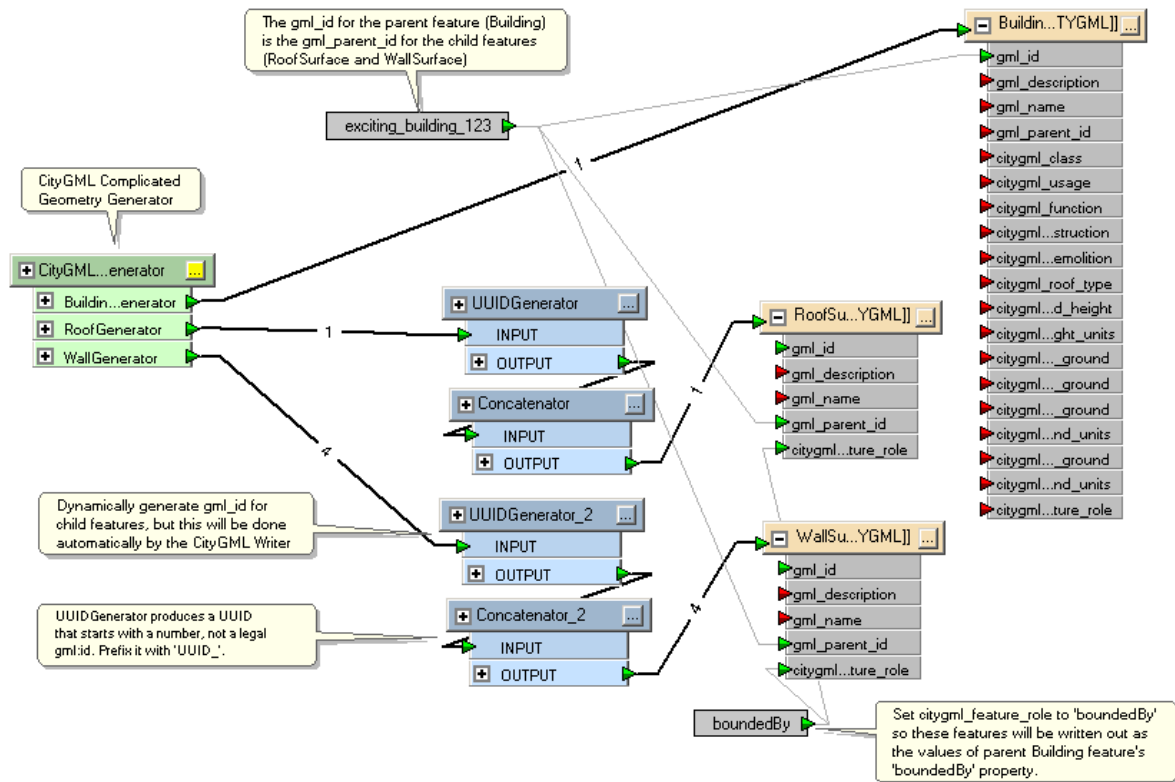 The gml_id for the parent feature (Building)
is the gml_parent_id for the child features
(RoofSurface and WallSurface)
exciting_building_123
CityGML Complicated
Geometry Generator
CityGML...enerator
...
Buildin...enerator
RoofGenerator
WallGenerator
1
1
4
UUIDGenerator
...
INPUT
OUTPUT
Concatenator
...
INPUT
OUTPUT
1
RoofSu...YGML]]
...
gml_id
gml_description
gml_name
gml_parent_id
citygml...ture_role
Buildin...TYGML]]
...
gml_id
gml_description
gml_name
gml_parent_id
citygml_class
citygml_usage
citygml_function
citygml...struction
citygml...emolition
citygml_roof_type
citygml...d_height
citygml...ght_units
citygml..._ground
citygml..._ground
citygml..._ground
citygml...nd_units
citygml..._ground
citygml...nd_units
citygml...ture_role
Dynamically generate gml_id for
child features, but this will be done
automatically by the CityGML Writer
UUIDGenerator_2
...
INPUT
OUTPUT
UUIDGenerator produces a UUID
that starts with a number, not a legal
gml:id. Prefix it with 'UUID_'.
Concatenator_2
...
INPUT
OUTPUT
4
WallSu...YGML]]
...
gml_id
gml_description
gml_name
gml_parent_id
citygml...ture_role
boundedBy
Set citygml_feature_role to 'boundedBy'
so these features will be written out as
the values of parent Building feature's
'boundedBy' property.